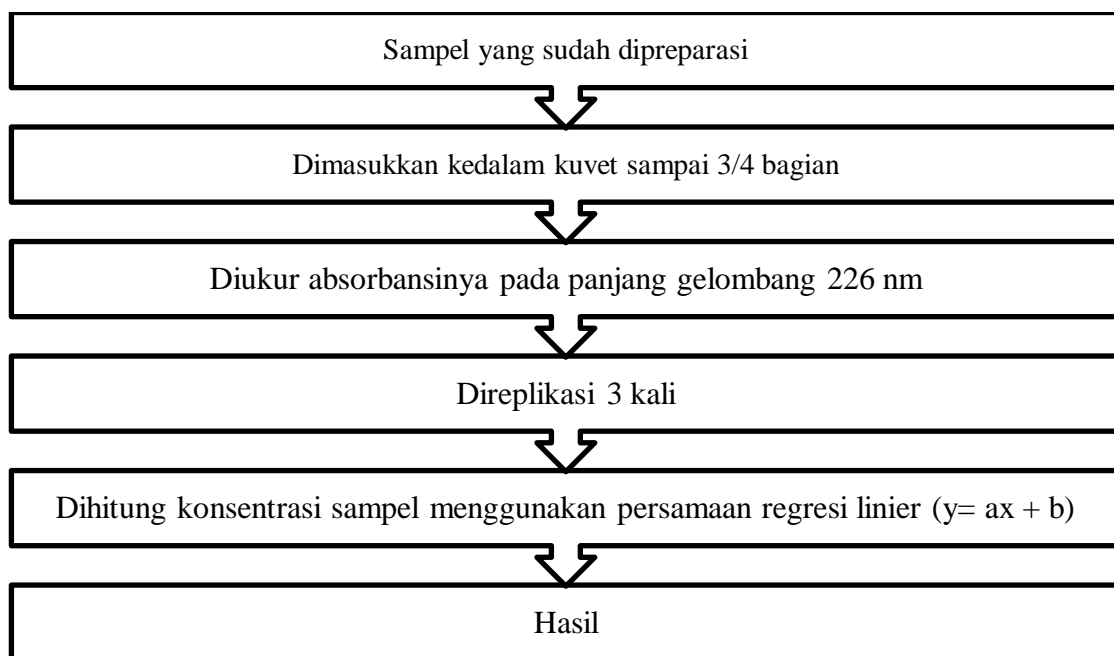 Sampel yang sudah dipreparasi
Dimasukkan kedalam kuvet sampai 3/4 bagian
Diukur absorbansinya pada panjang gelombang 226 nm
Direplikasi 3 kali
Dihitung konsentrasi sampel menggunakan persamaan regresi linier (y= ax + b)
Hasil